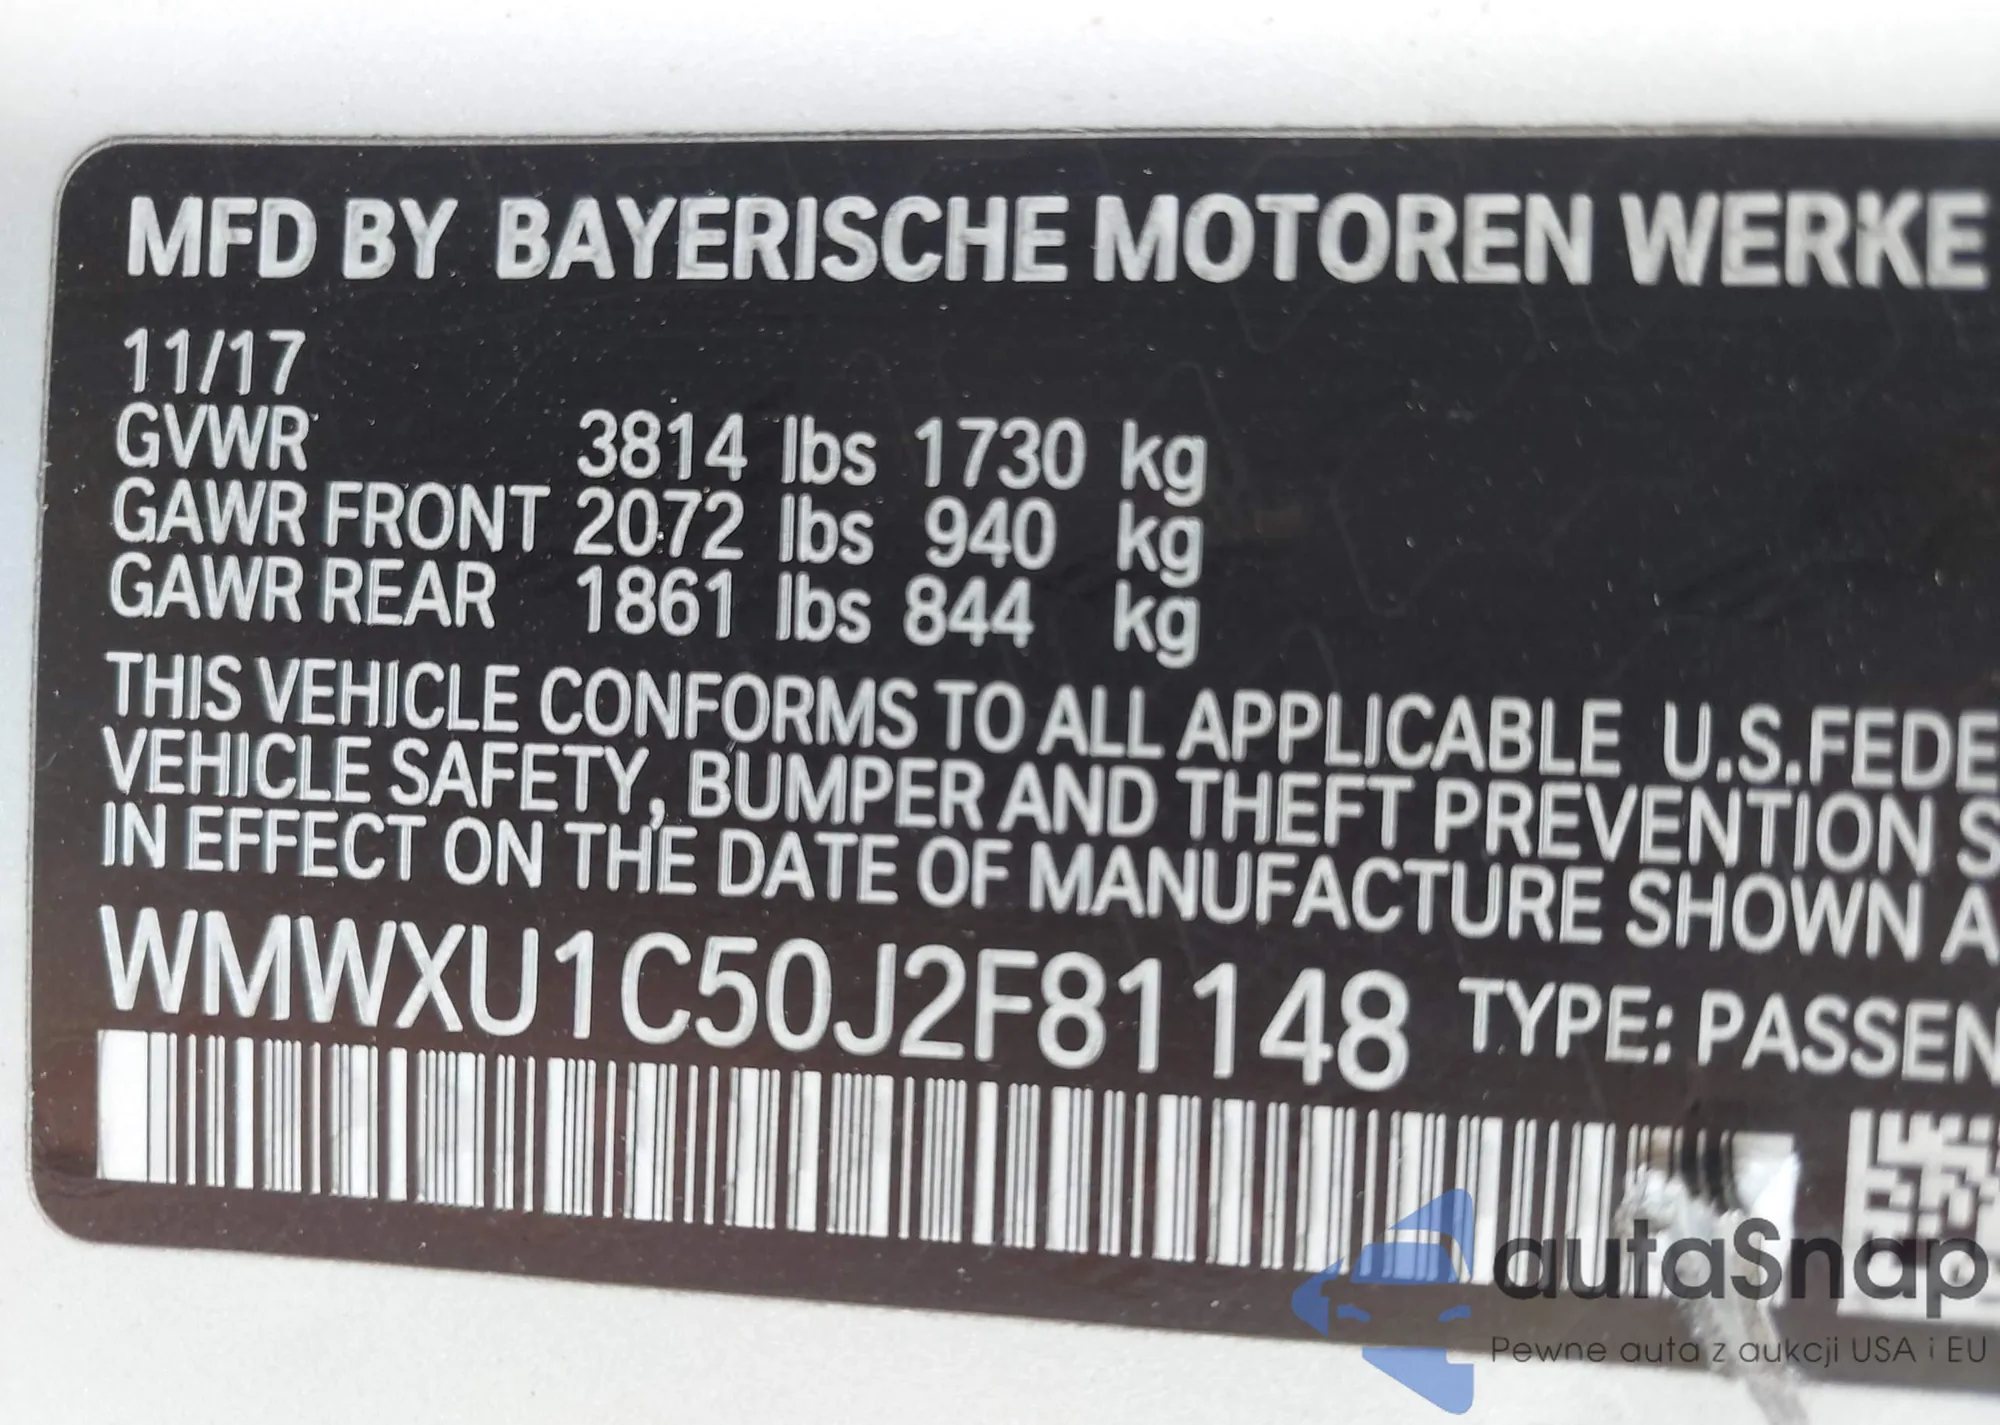 MFD BY BAYERISCHE MOTOREN WERKE
11/17
GVWR 3814 lbs 1730 kg
GAWR FRONT 2072 lbs 940 kg
GAWR REAR 1861 lbs 844 kg
THIS VEHICLE CONFORMS TO ALL APPLICABLE U.S.FEDE
VEHICLE SAFETY, BUMPER AND THEFT PREVENTION S
IN EFFECT ON THE DATE OF MANUFACTURE SHOWN A
WMWXU1C50J2F81148 TYPE: PASSEN
autaSnap
Pewne auta z aukcji USA i EU